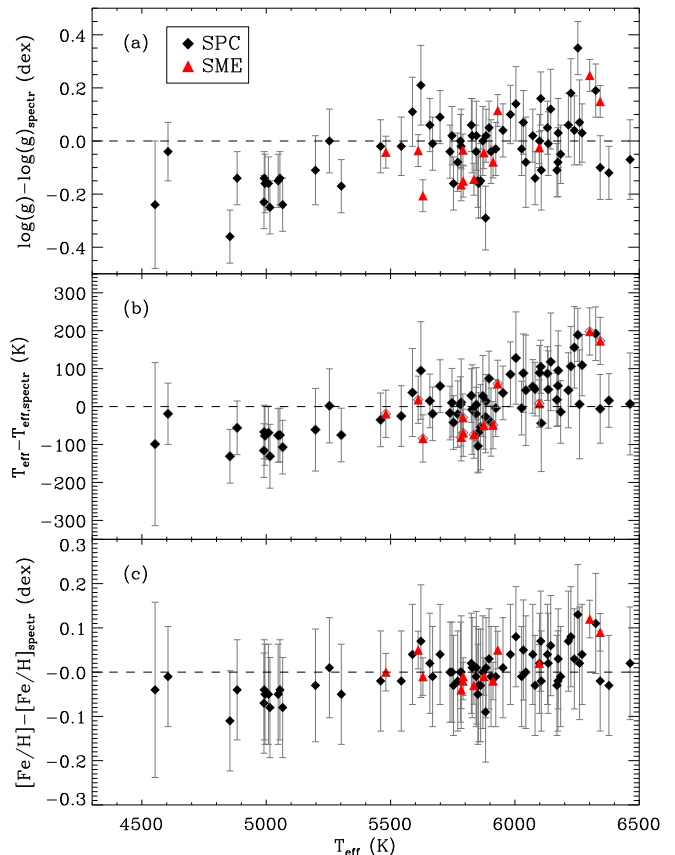 (a)
SPC
SME
0.4
0.2
0.0
−0.2
−0.4
log(g)−log(g)spectr (dex)
(b)
300
200
100
0
−100
−200
−300
Teff−Teff,spectr (K)
(c)
0.3
0.2
0.1
−0.0
−0.1
−0.2
−0.3
[Fe/H]−[Fe/H]spectr (dex)
4500 5000 5500 6000 6500
Teff (K)